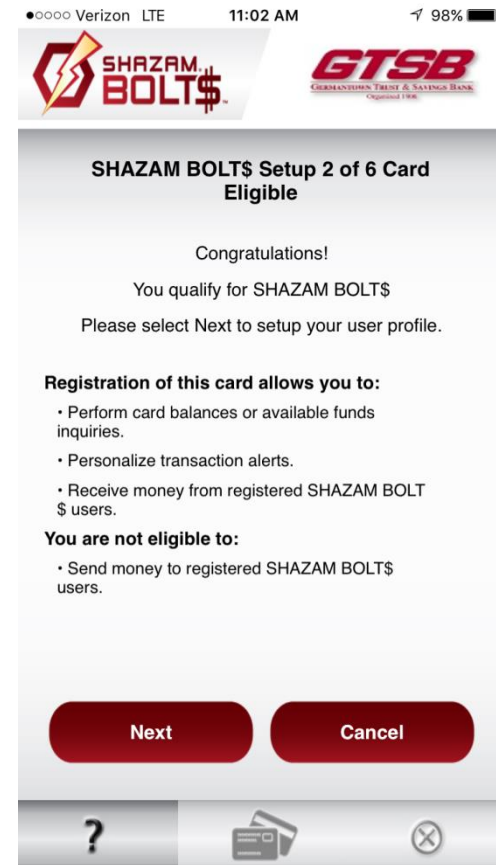 Verizon LTE 11:02 AM 98%
SHAZAM.
BOLT$™
GTSB
GERMANTOWN TRUST & SAVINGS BANK
Organized 1908
SHAZAM BOLT$ Setup 2 of 6 Card
Eligible
Congratulations!
You qualify for SHAZAM BOLT$
Please select Next to setup your user profile.
Registration of this card allows you to:
• Perform card balances or available funds
inquiries.
• Personalize transaction alerts.
• Receive money from registered SHAZAM BOLT
$ users.
You are not eligible to:
• Send money to registered SHAZAM BOLT$
users.
Next
Cancel
?